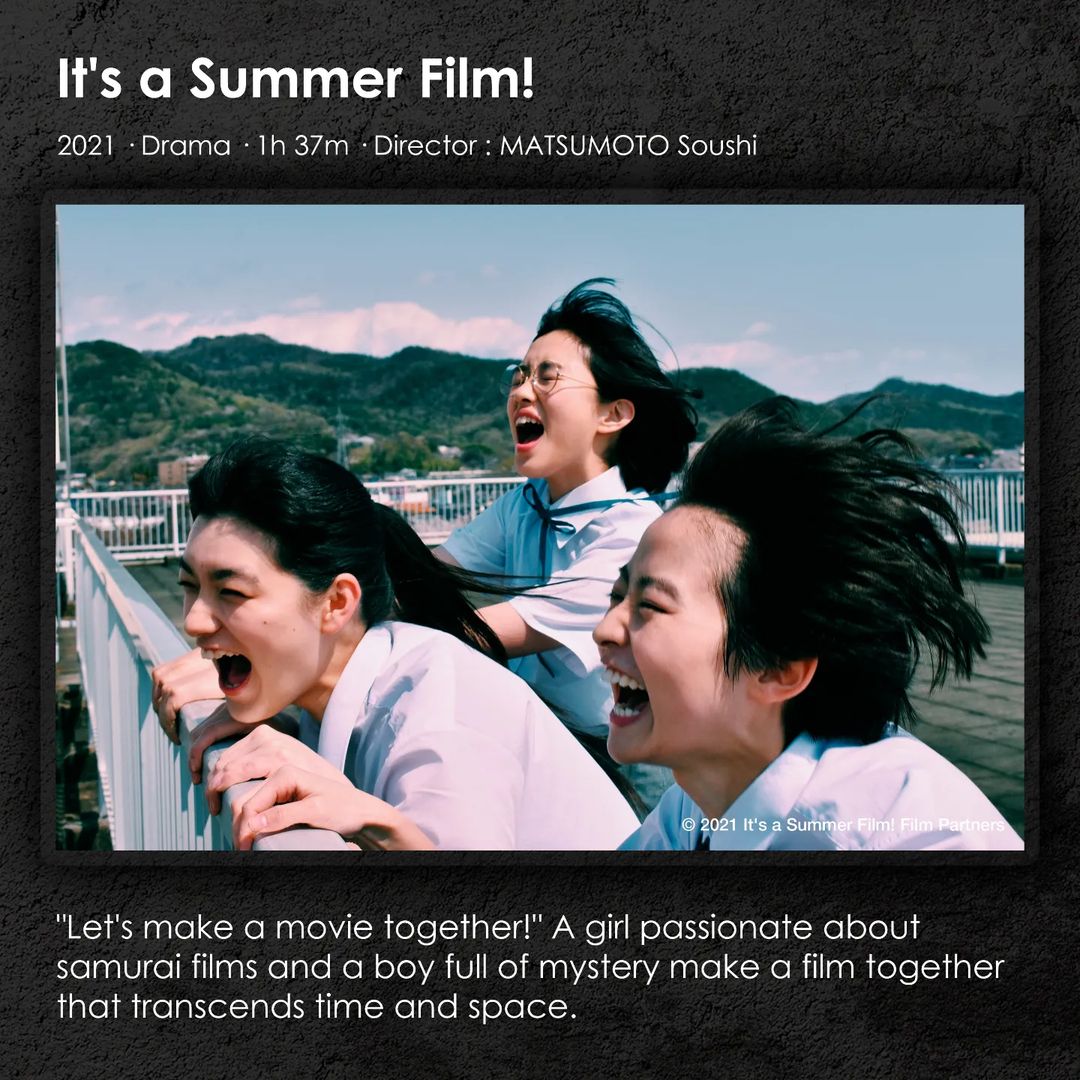 It's a Summer Film!
2021 · Drama · 1h 37m · Director : MATSUMOTO Soushi
© 2021 It's a Summer Film! Film Partners
"Let's make a movie together!" A girl passionate about
samurai films and a boy full of mystery make a film together
that transcends time and space.